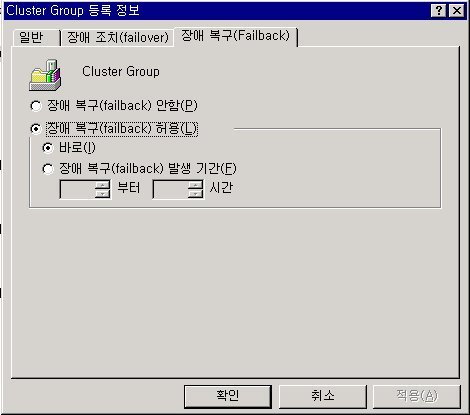 Cluster Group 등록 정보
일반 장애 조치(failover) 장애 복구(Failback)
Cluster Group
장애 복구(failback) 안함(P)
장애 복구(failback) 허용(L)
바로(I)
장애 복구(failback) 발생 기간(F)
부터 시간
확인 취소 적용(A)